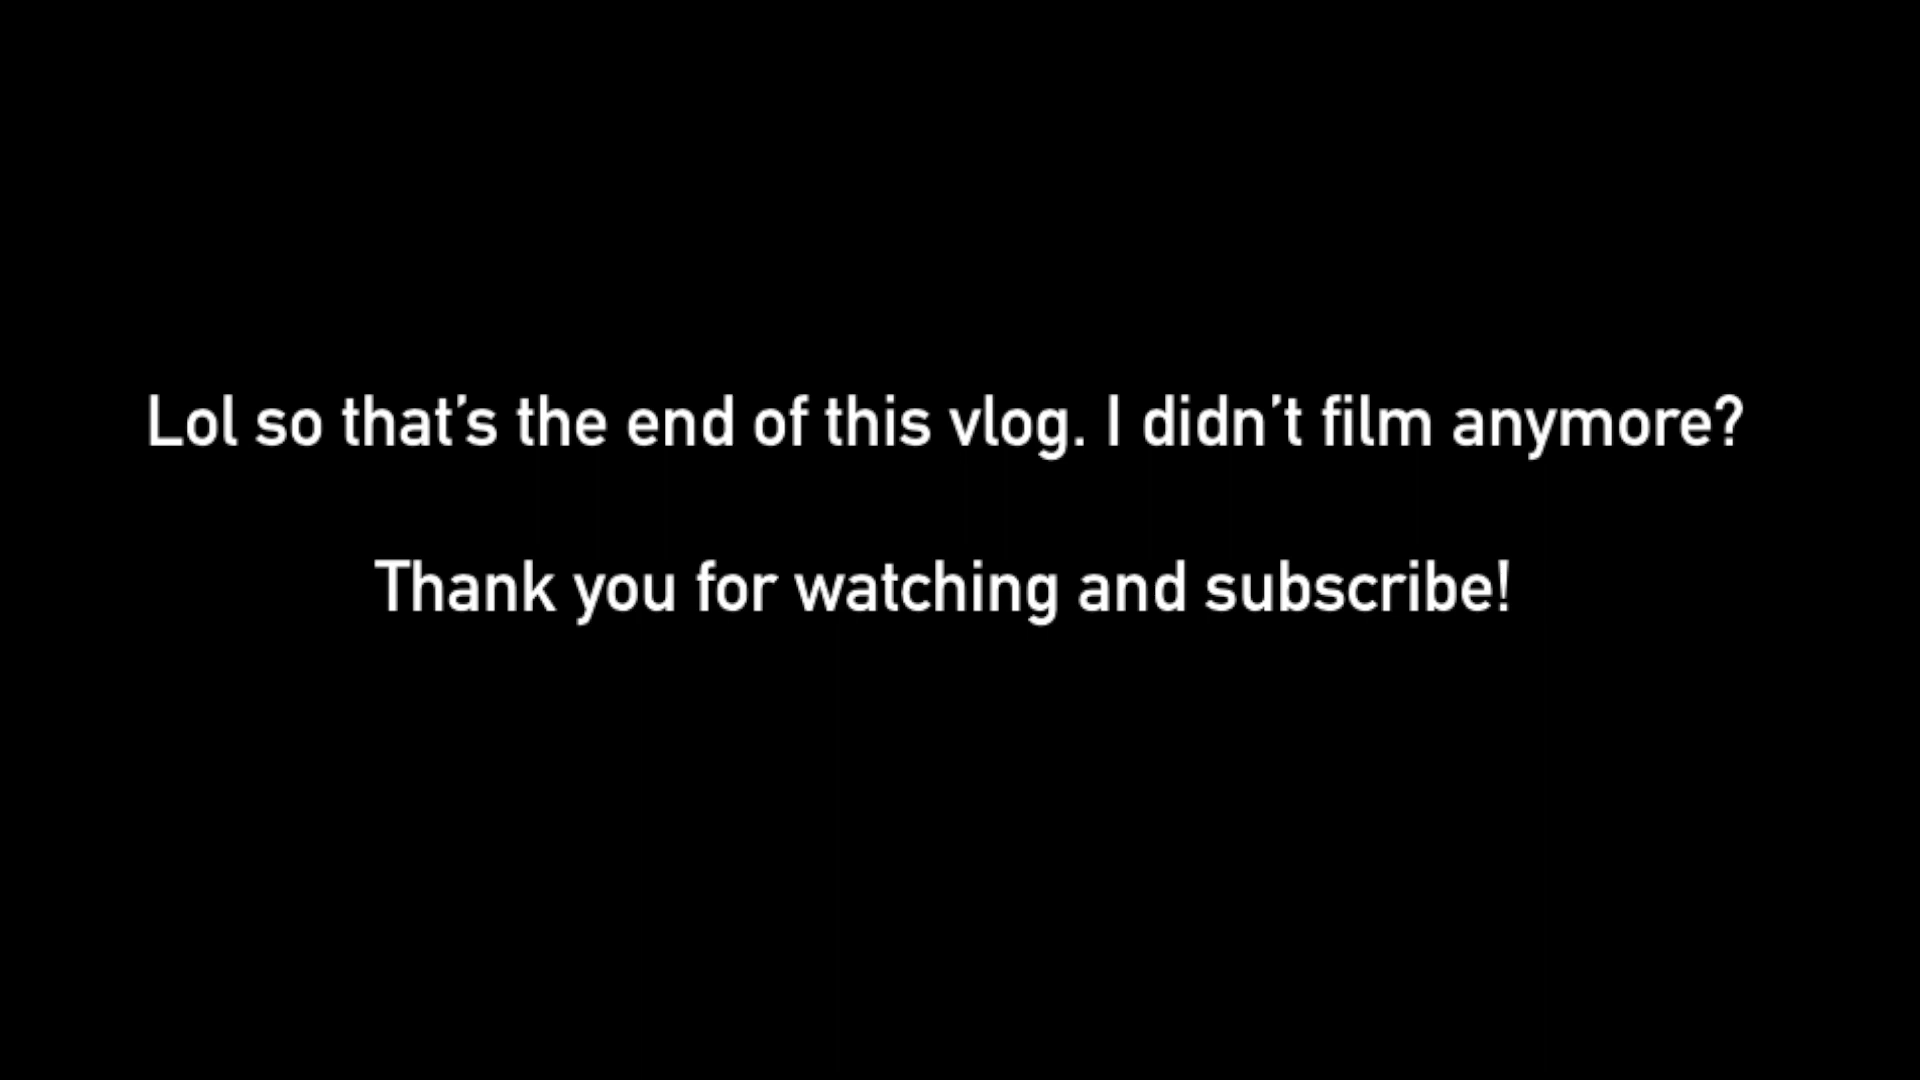 Lol so that’s the end of this vlog. I didn’t film anymore?
Thank you for watching and subscribe!